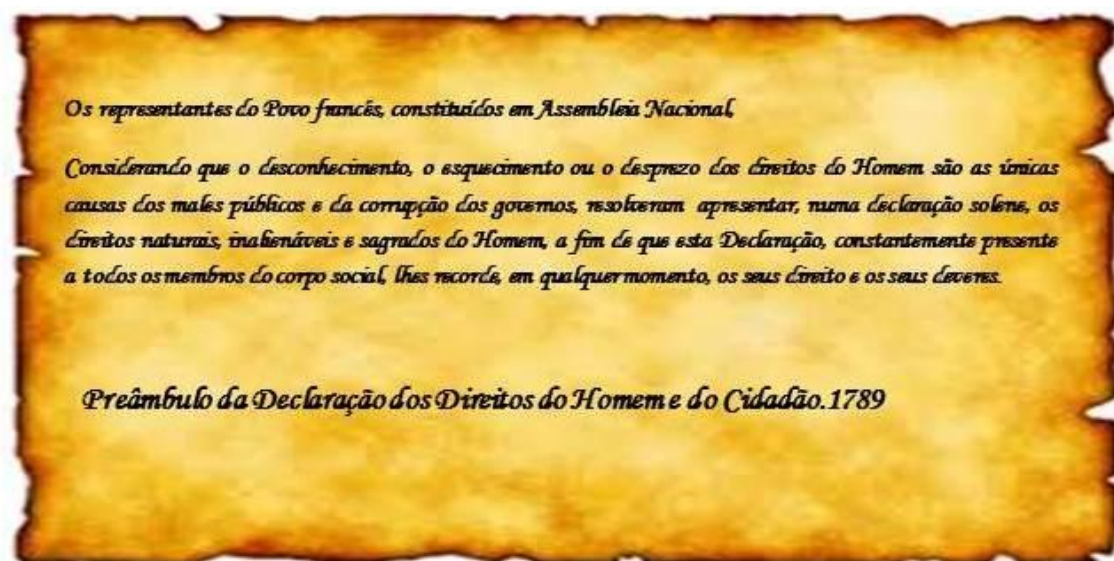 Os representantes do Povo francês, constituídos em Assembleia Nacional,
Considerando que o desconhecimento, o esquecimento ou o desprezo dos direitos do Homem são as únicas
causas dos males públicos e da corrupção dos governos, resolveram apresentar, numa declaração solene, os
direitos naturais, inalienáveis e sagrados do Homem, a fim de que esta Declaração, constantemente presente
a todos os membros do corpo social, lhes recorde, em qualquer momento, os seus direito e os seus deveres.
Preâmbulo da Declaração dos Direitos do Homem e do Cidadão.1789